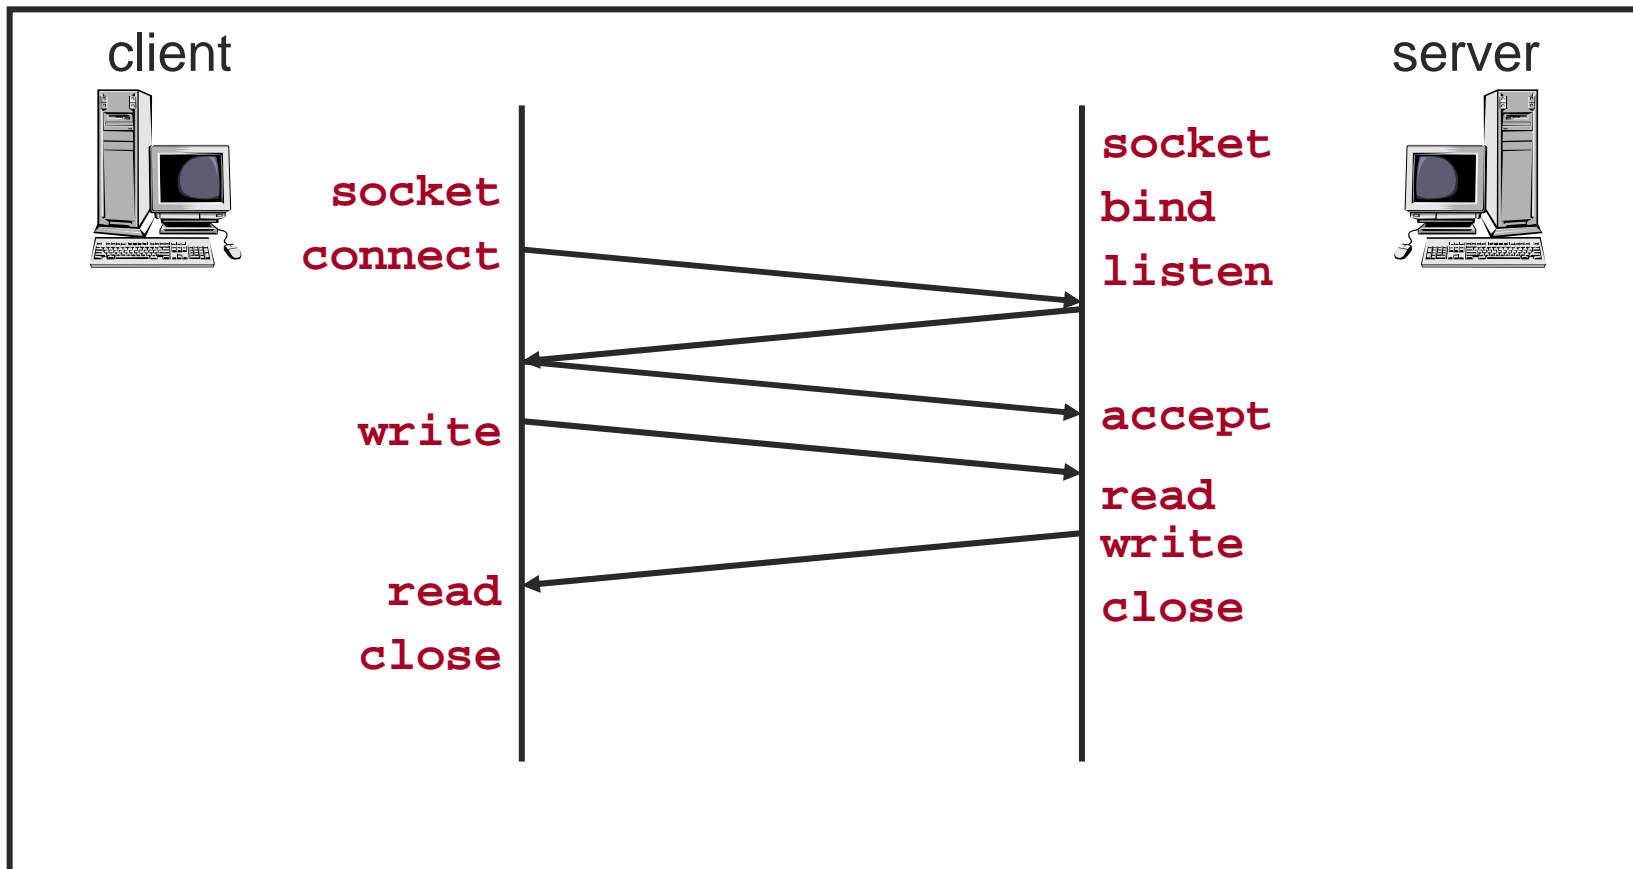 client
server
socket
socket
bind
connect
listen
accept
write
read
write
read
close
close